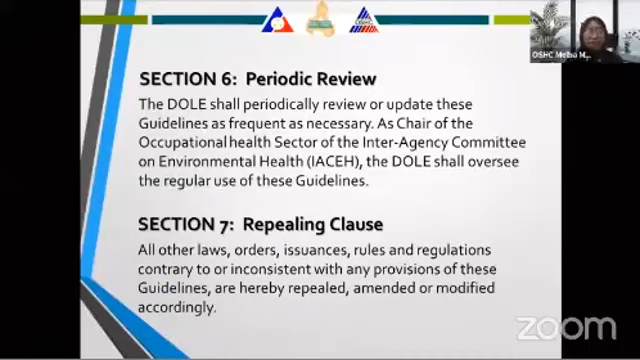 OSHC
OSHC Melba M...
SECTION 6: Periodic Review
The DOLE shall periodically review or update these
Guidelines as frequent as necessary. As Chair of the
Occupational health Sector of the Inter-Agency Committee
on Environmental Health (IACEH), the DOLE shall oversee
the regular use of these Guidelines.
SECTION 7: Repealing Clause
All other laws, orders, issuances, rules and regulations
contrary to or inconsistent with any provisions of these
Guidelines, are hereby repealed, amended or modified
accordingly.
zoom